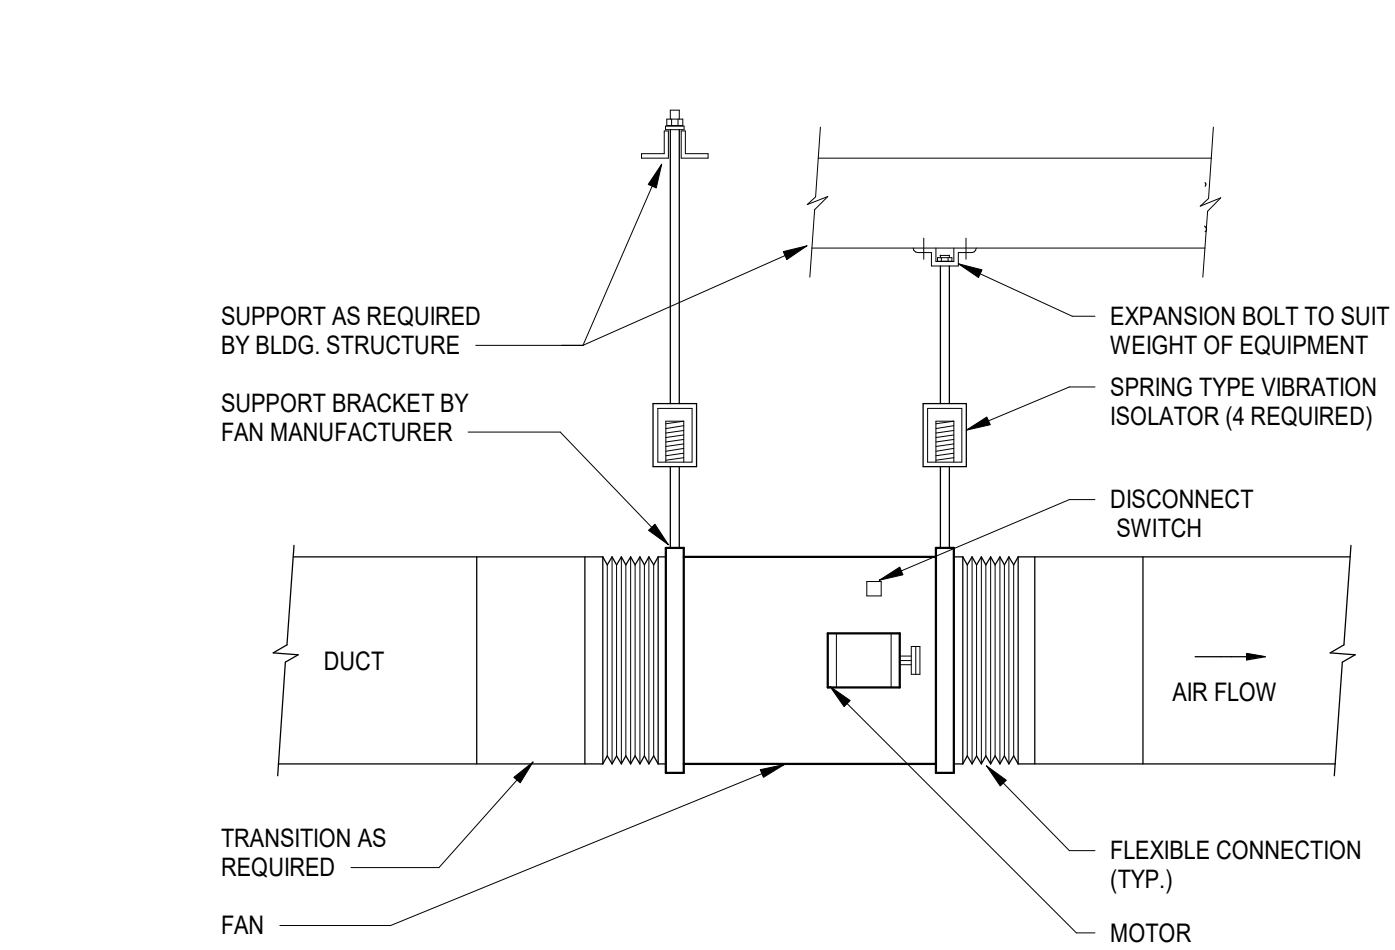 SUPPORT AS REQUIRED
BY BLDG. STRUCTURE
SUPPORT BRACKET BY
FAN MANUFACTURER
EXPANSION BOLT TO SUIT
WEIGHT OF EQUIPMENT
SPRING TYPE VIBRATION
ISOLATOR (4 REQUIRED)
DISCONNECT
SWITCH
DUCT
AIR FLOW
TRANSITION AS
REQUIRED
FAN
FLEXIBLE CONNECTION
(TYP.)
MOTOR